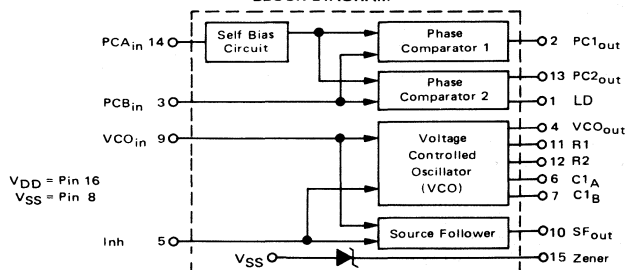 BLOCK DIAGRAM
PCAin 14
Self Bias
Circuit
Phase
Comparator 1
2 PC1out
PCBin 3
Phase
Comparator 2
13 PC2out
1 LD
VCOin 9
Voltage
Controlled
Oscillator
(VCO)
4 VCOout
11 R1
12 R2
6 C1A
7 C1B
VDD = Pin 16
VSS = Pin 8
Inh 5
Source Follower
10 SFout
VSS
15 Zener